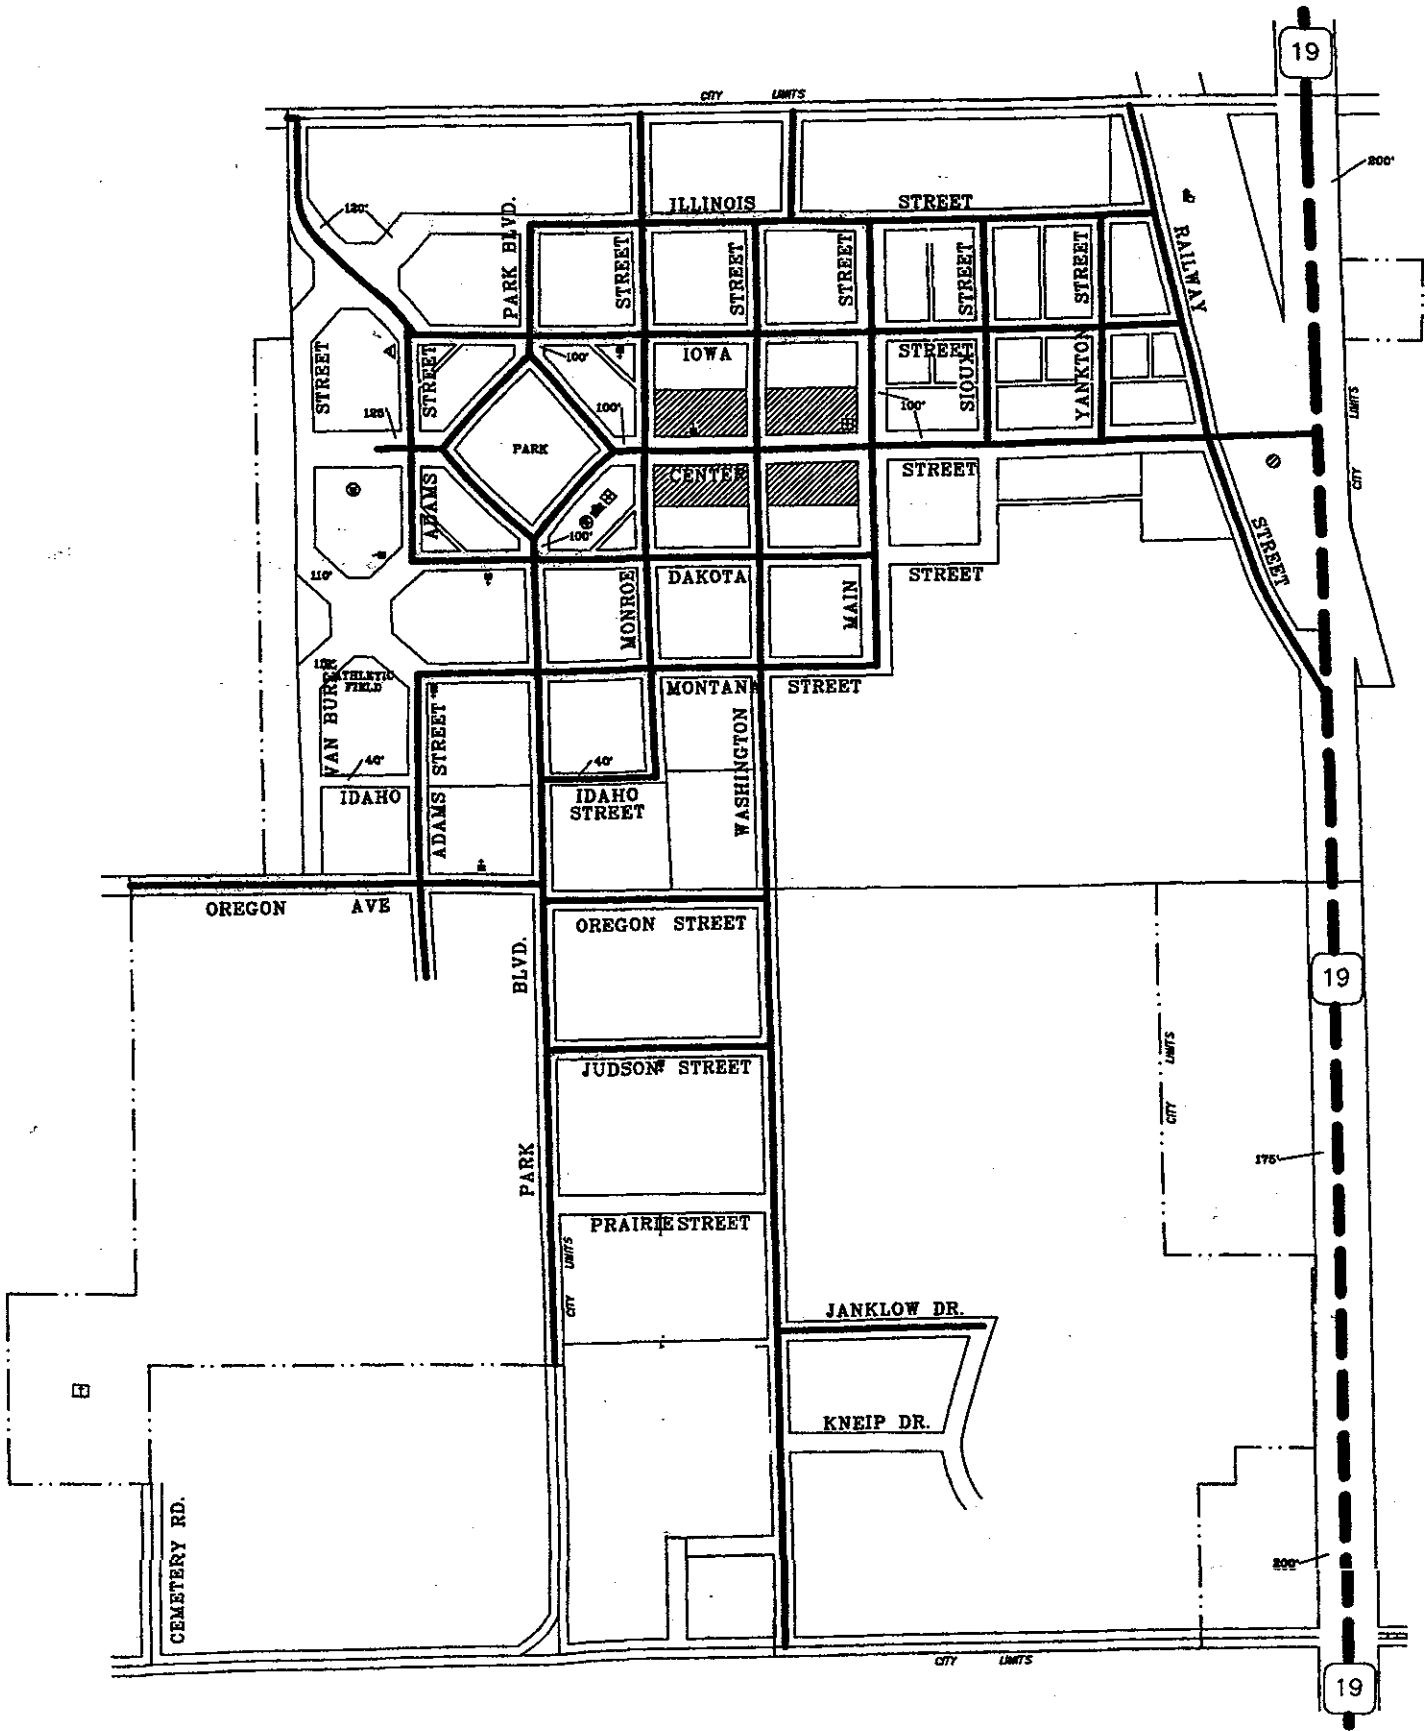 19
CITY LIMITS
200'
ILLINOIS STREET
120'
PARK BLVD.
STREET
STREET
STREET
STREET
STREET
RAILWAY
IOWA STREET
100'
STREET
STREET
SIOUX
YANKTON
LIMITS
CITY
125
100'
100'
PARK
CENTER STREET
ADAMS
100'
STREET
110'
DAKOTA STREET
MONROE
MAIN
ATHLETIC
FIELD
MONTANA STREET
VAN BUREN
ADAMS STREET
WASHINGTON
40'
40'
IDAHO
IDAHO
STREET
OREGON AVE
OREGON STREET
BLVD.
19
JUDSON STREET
CITY LIMITS
PARK
175'
PRAIRIE STREET
CITY LIMITS
JANKLOW DR.
KNEIP DR.
CEMETERY RD.
200'
CITY LIMITS
19